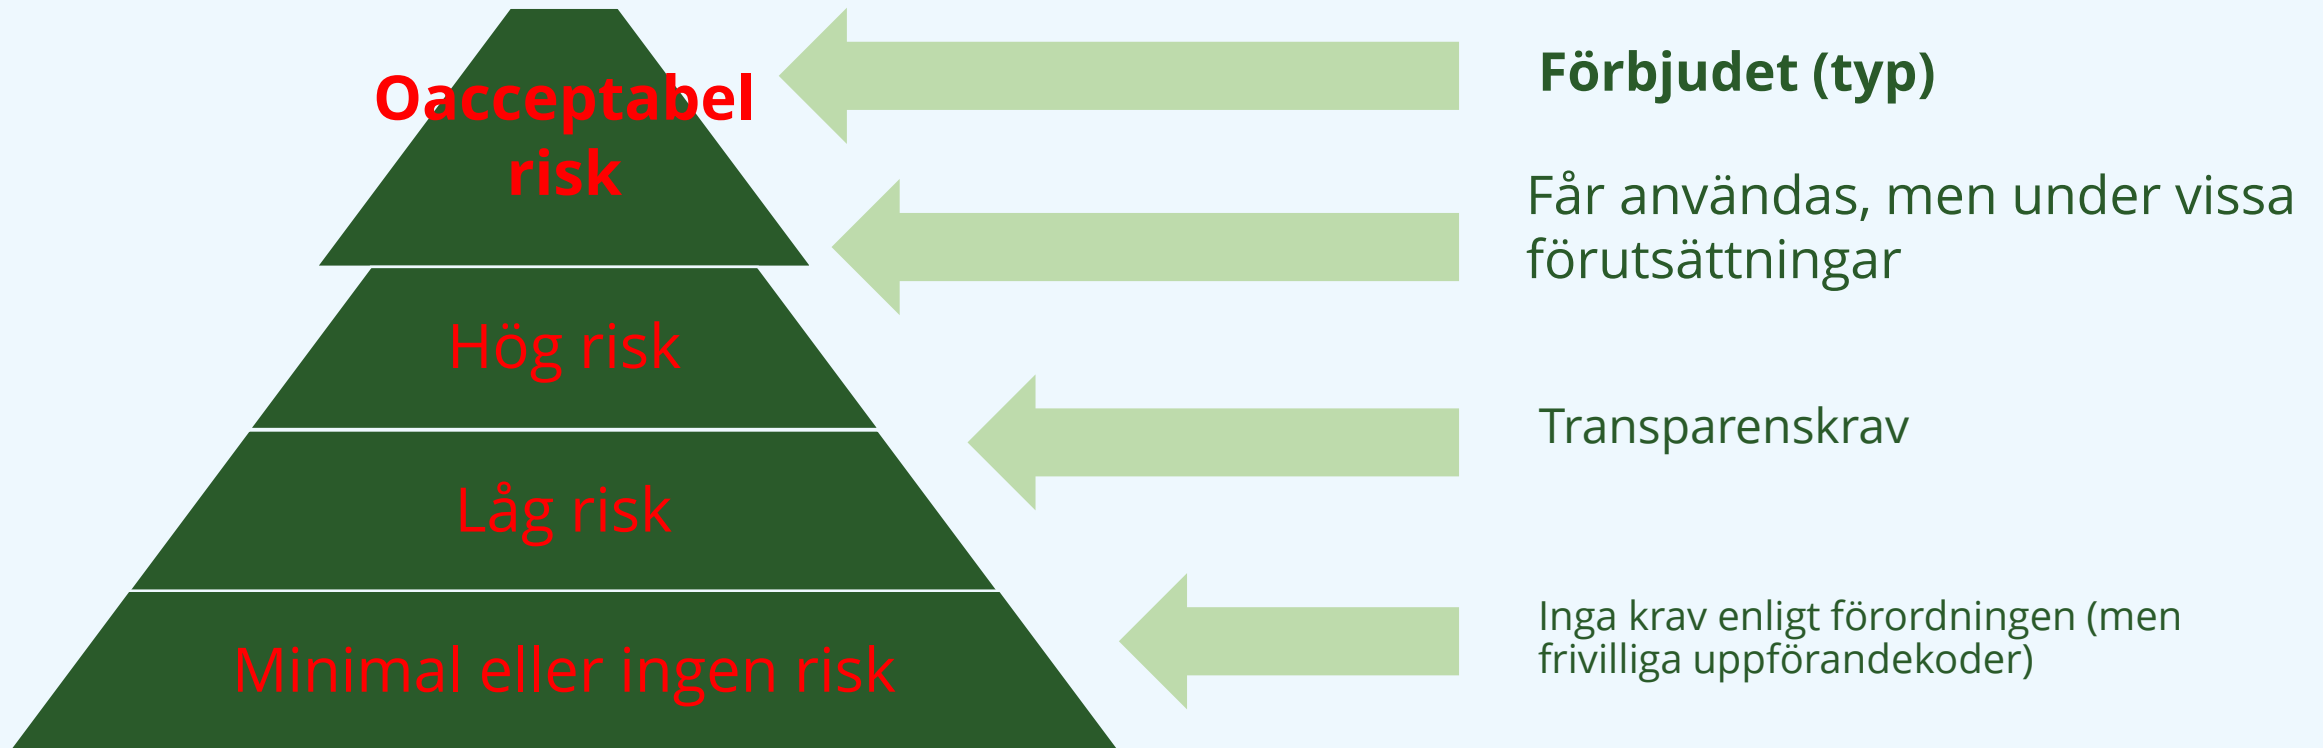 Oacceptabel
risk
Förbjudet (typ)
Får användas, men under vissa
förutsättningar
Hög risk
Transparenskrav
Låg risk
Inga krav enligt förordningen (men
frivilliga uppförandekoder)
Minimal eller ingen risk